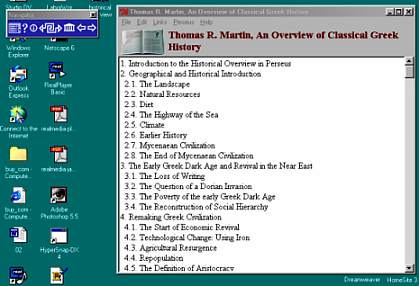 Studio DV
Navigator
Windows
Explorer
Netscape 6
Outlook
Express
RealPlayer
Basic
Connect to the
Internet
bup_com -
Compute...
bup_com -
Compute...
Adobe
Photoshop 5.5
02
HyperSnap-DX
4
Thomas R. Martin, An Overview of Classical Greek History
File Edit Links Perseus Help
Thomas R. Martin, An Overview of Classical Greek
History
1. Introduction to the Historical Overview in Perseus
2. Geographical and Historical Introduction
2.1. The Landscape
2.2. Natural Resources
2.3. Diet
2.4. The Highway of the Sea
2.5. Climate
2.6. Earlier History
2.7. Mycenaean Civilization
2.8. The End of Mycenaean Civilization
3. The Early Greek Dark Age and Revival in the Near East
3.1. The Loss of Writing
3.2. The Question of a Dorian Invasion
3.3. The Poverty of the early Greek Dark Age
3.4. The Reconstruction of Social Hierarchy
4. Remaking Greek Civilization
4.1. The Start of Economic Revival
4.2. Technological Change: Using Iron
4.3. Agricultural Resurgence
4.4. Repopulation
4.5. The Definition of Aristocracy
Dreamweaver HomeSite 3